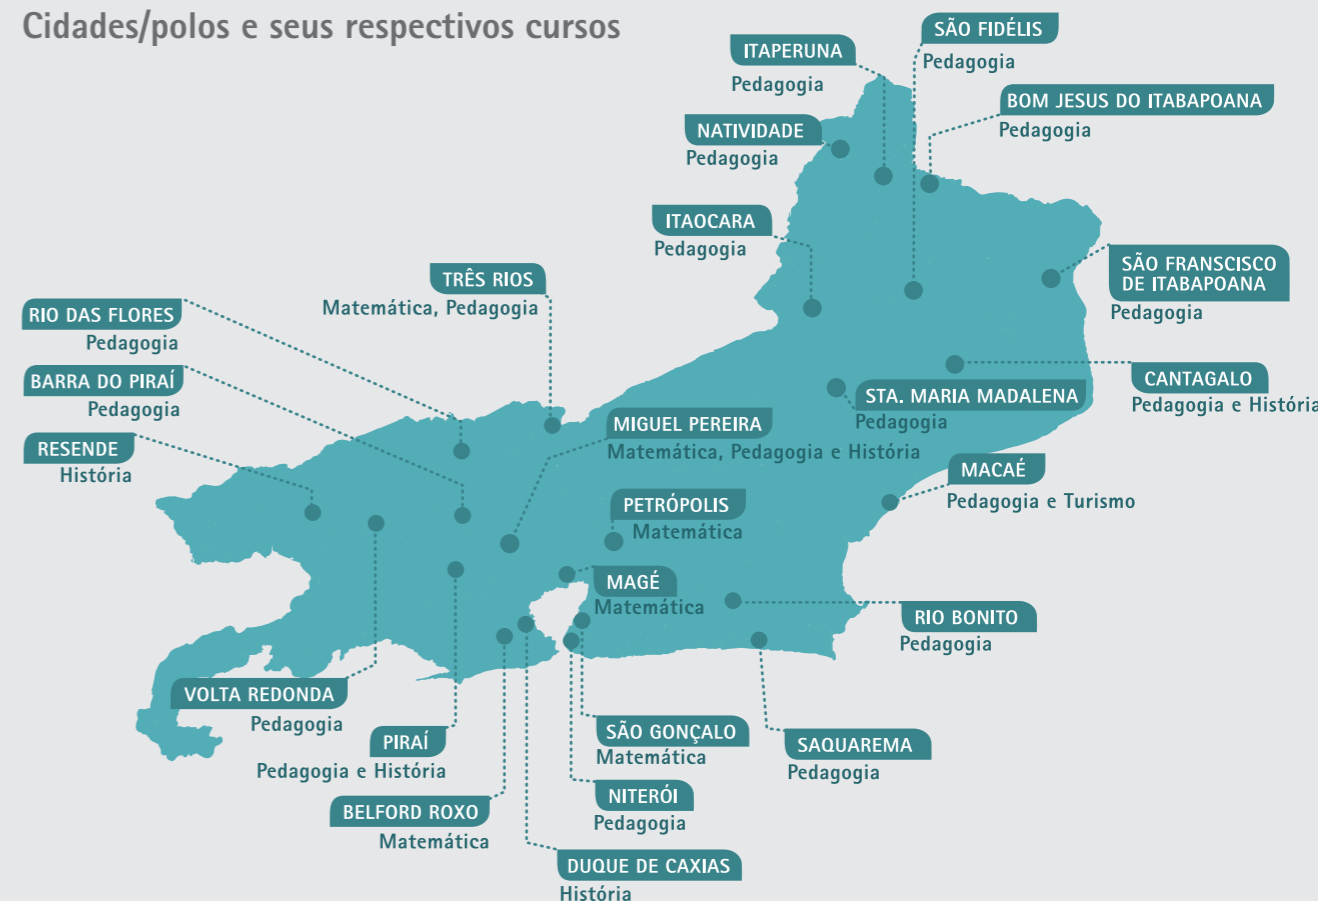 Cidades/polos e seus respectivos cursos
SÃO FIDÉLIS
Pedagogia
ITAPERUNA
Pedagogia
BOM JESUS DO ITABAPOANA
Pedagogia
NATIVIDADE
Pedagogia
ITAOCARA
Pedagogia
SÃO FRANSCISCO
DE ITABAPOANA
Pedagogia
TRÊS RIOS
Matemática, Pedagogia
RIO DAS FLORES
Pedagogia
BARRA DO PIRAÍ
Pedagogia
RESENDE
História
CANTAGALO
Pedagogia e História
STA. MARIA MADALENA
Pedagogia
MIGUEL PEREIRA
Matemática, Pedagogia e História
MACAÉ
Pedagogia e Turismo
PETRÓPOLIS
Matemática
MAGÉ
Matemática
RIO BONITO
Pedagogia
VOLTA REDONDA
Pedagogia
PIRAÍ
Pedagogia e História
SÃO GONÇALO
Matemática
SAQUAREMA
Pedagogia
NITERÓI
Pedagogia
BELFORD ROXO
Matemática
DUQUE DE CAXIAS
História